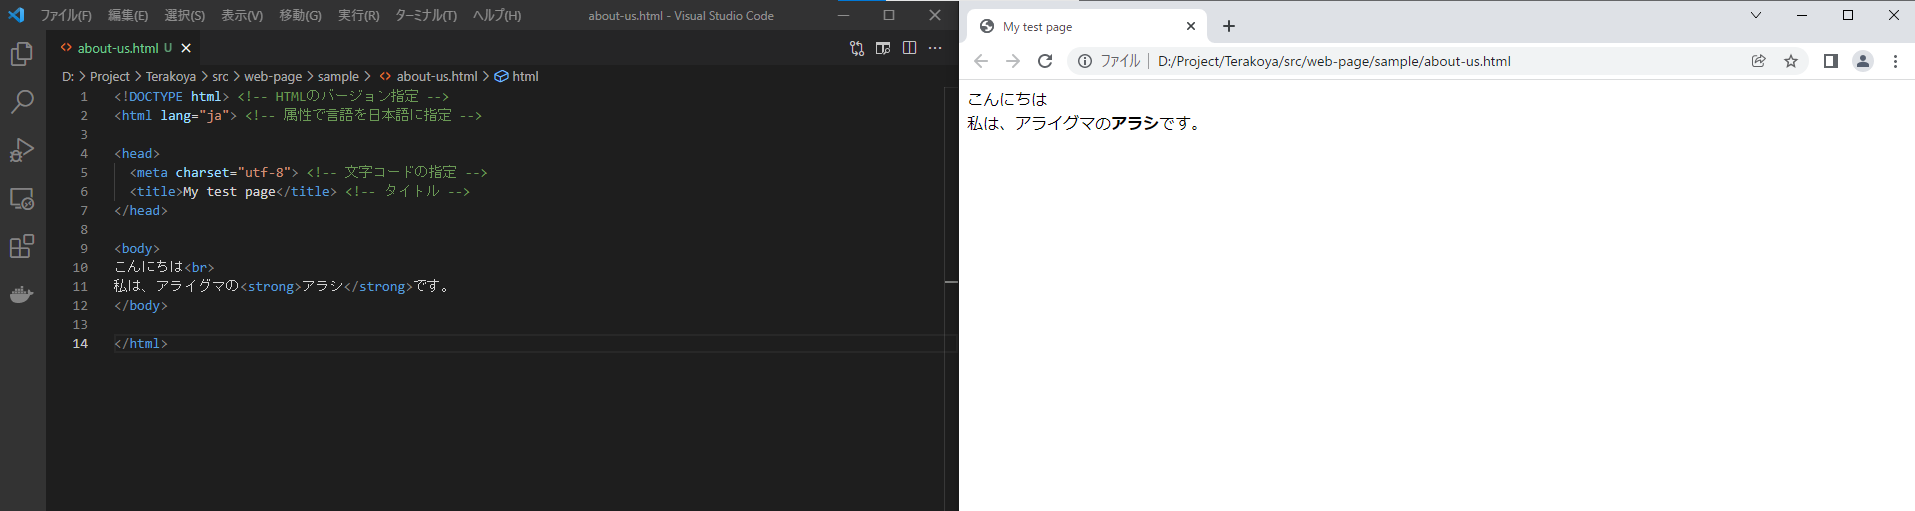 ファイル(F) 編集(E) 選択(S) 表示(V) 移動(G) 実行(R) ターミナル(T) ヘルプ(H) about-us.html - Visual Studio Code
about-us.html U
D: > Project > Terakoya > src > web-page > sample > about-us.html > html
1 <!DOCTYPE html> <!-- HTMLのバージョン指定 -->
2 <html lang="ja"> <!-- 属性で言語を日本語に指定 -->
3
4 <head>
5 <meta charset="utf-8"> <!-- 文字コードの指定 -->
6 <title>My test page</title> <!-- タイトル -->
7 </head>
8
9 <body>
10 こんにちは<br>
11 私は、アライグマの<strong>アラシ</strong>です。
12 </body>
13
14 </html>
My test page
ファイル | D:/Project/Terakoya/src/web-page/sample/about-us.html
こんにちは
私は、アライグマのアラシです。